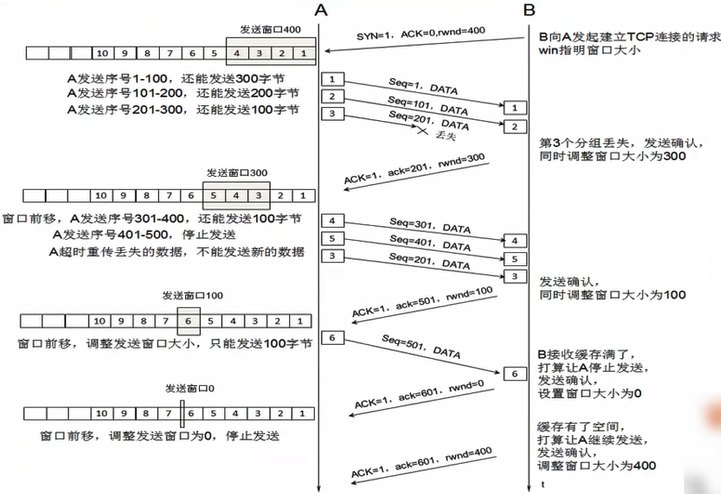 A
B
发送窗口400
SYN=1，ACK=0,rwnd=400
B向A发起建立TCP连接的请求
win指明窗口大小
10 9 8 7 6 5 4 3 2 1
A发送序号1-100，还能发送300字节
A发送序号101-200，还能发送200字节
A发送序号201-300，还能发送100字节
1
2
3
Seq=1，DATA
Seq=101，DATA
Seq=201，DATA
丢失
1
2
第3个分组丢失，发送确认，
同时调整窗口大小为300
ACK=1，ack=201，rwnd=300
发送窗口300
10 9 8 7 6 5 4 3 2 1
窗口前移，A发送序号301-400，还能发送100字节
A发送序号401-500，停止发送
A超时重传丢失的数据，不能发送新的数据
4
5
3
Seq=301，DATA
Seq=401，DATA
Seq=201，DATA
4
5
3
发送确认，
同时调整窗口大小为100
ACK=1，ack=501，rwnd=100
发送窗口100
10 9 8 7 6 5 4 3 2 1
窗口前移，调整发送窗口大小，只能发送100字节
6
Seq=501，DATA
6
B接收缓存满了，
打算让A停止发送，
发送确认，
设置窗口大小为0
ACK=1，ack=601，rwnd=0
发送窗口0
10 9 8 7 6 5 4 3 2 1
窗口前移，调整发送窗口为0，停止发送
缓存有了空间，
打算让A继续发送，
发送确认，
调整窗口大小为400
ACK=1，ack=601，rwnd=400
t